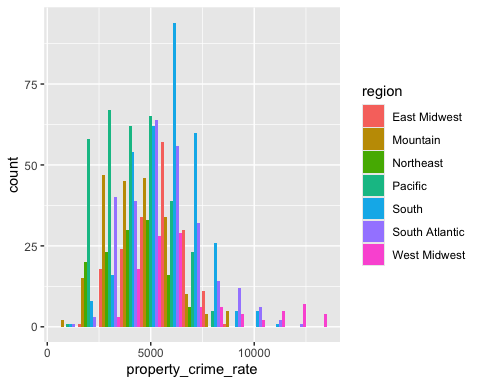 region
East Midwest
Mountain
Northeast
Pacific
South
South Atlantic
West Midwest
count
75
50
25
0
0
5000
10000
property_crime_rate